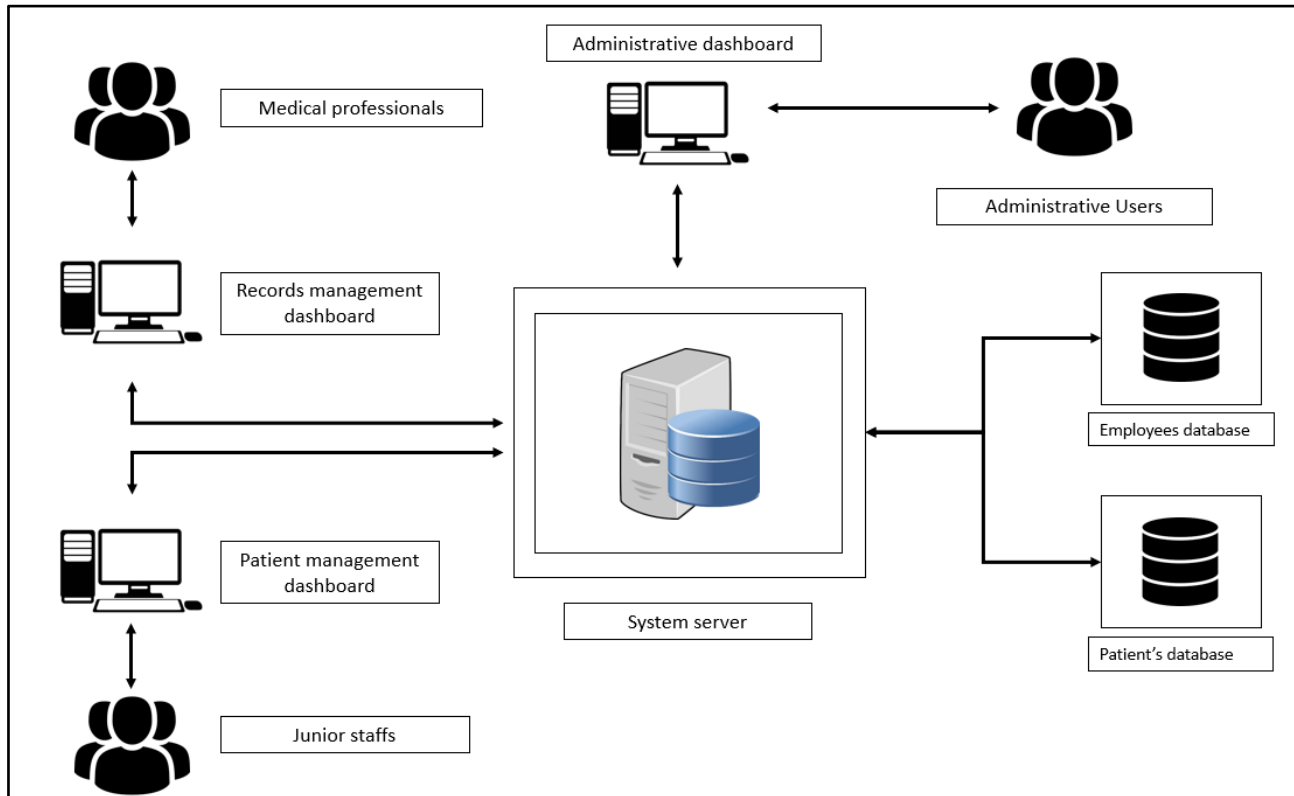 Administrative dashboard
Medical professionals
Administrative Users
Records management
dashboard
Employees database
Patient management
dashboard
System server
Patient's database
Junior staffs